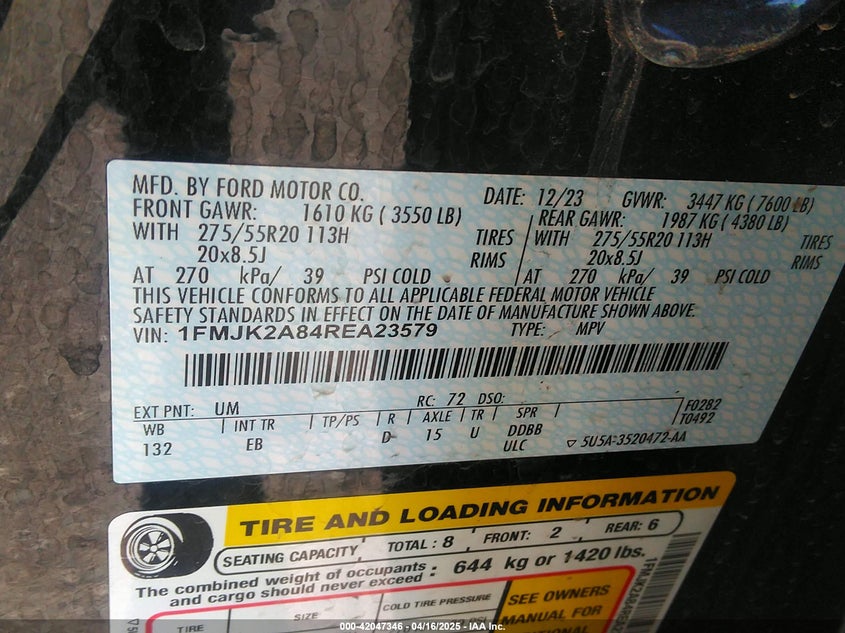 MFD. BY FORD MOTOR CO. DATE: 12/23 GVWR: 3447 KG (7600 LB)
FRONT GAWR: 1610 KG (3550 LB) REAR GAWR: 1987 KG (4380 LB)
WITH 275/55R20 113H TIRES WITH 275/55R20 113H TIRES
20x8.5J RIMS 20x8.5J RIMS
AT 270 kPa/ 39 PSI COLD AT 270 kPa/ 39 PSI COLD
THIS VEHICLE CONFORMS TO ALL APPLICABLE FEDERAL MOTOR VEHICLE
SAFETY STANDARDS IN EFFECT ON THE DATE OF MANUFACTURE SHOWN ABOVE.
VIN: 1FMJK2A84REA23579 TYPE: MPV
EXT PNT: UM RC: 72 DSO: F0282
WB INT TR TP/PS R AXLE TR SPR T0492
132 EB D 15 U DDBB
ULC ▽ 5U5A-3520472-AA
TIRE AND LOADING INFORMATION
SEATING CAPACITY TOTAL: 8 FRONT: 2 REAR: 6
The combined weight of occupants
and cargo should never exceed : 644 kg or 1420 lbs.
TIRE SIZE COLD TIRE PRESSURE SEE OWNERS
MANUAL FOR
000-42047346 - 04/16/2025 - IAA Inc.